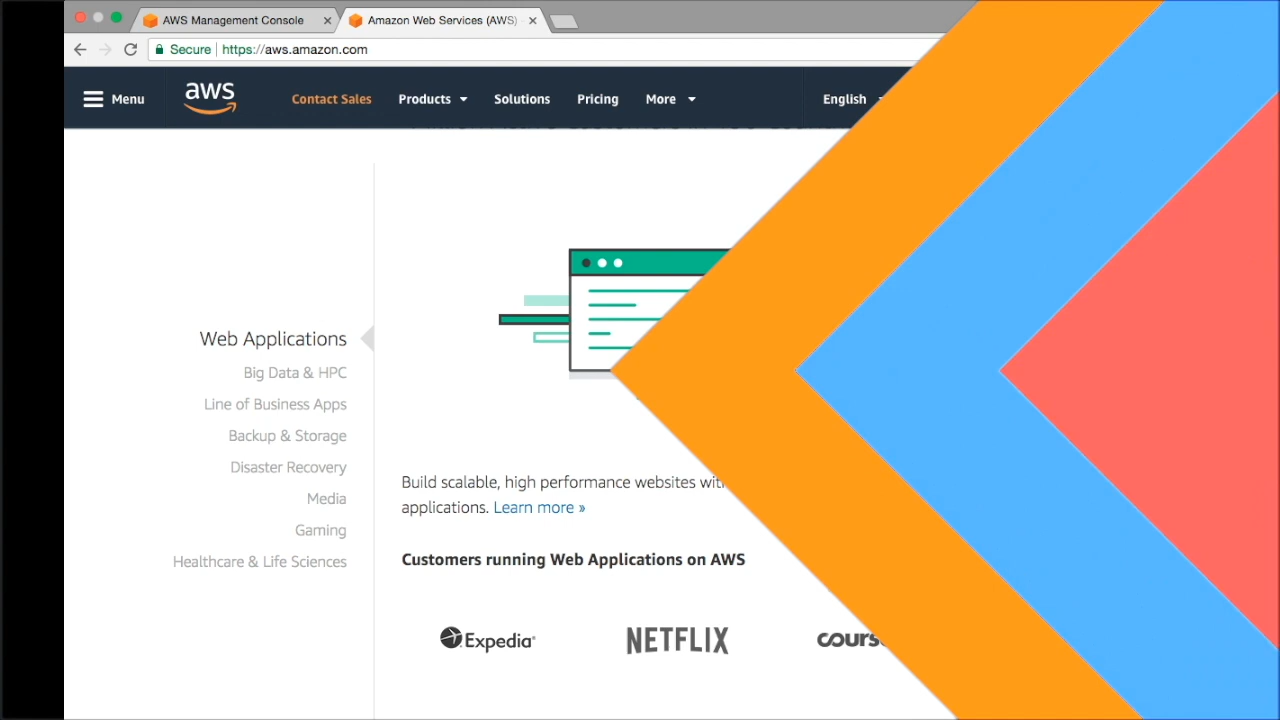 AWS Management Console
Amazon Web Services (AWS)
Secure
https://aws.amazon.com
Menu
aws
Contact Sales
Products
Solutions
Pricing
More
English
Web Applications
Big Data & HPC
Line of Business Apps
Backup & Storage
Disaster Recovery
Media
Gaming
Healthcare & Life Sciences
Build scalable, high performance websites
applications. Learn more »
Customers running Web Applications on AWS
Expedia
NETFLIX